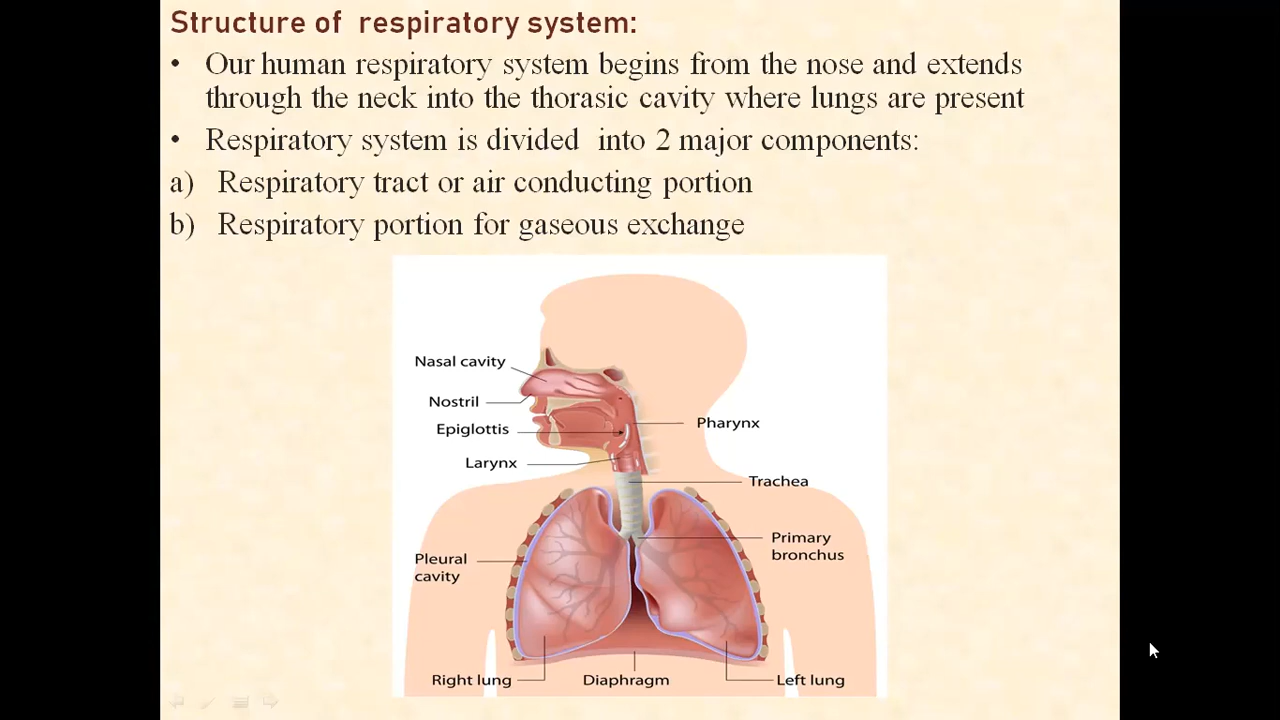 Structure of respiratory system:
• Our human respiratory system begins from the nose and extends
through the neck into the thorasic cavity where lungs are present
• Respiratory system is divided into 2 major components:
a) Respiratory tract or air conducting portion
b) Respiratory portion for gaseous exchange
Nasal cavity
Nostril
Epiglottis
Pharynx
Larynx
Trachea
Primary
bronchus
Pleural
cavity
Right lung
Diaphragm
Left lung